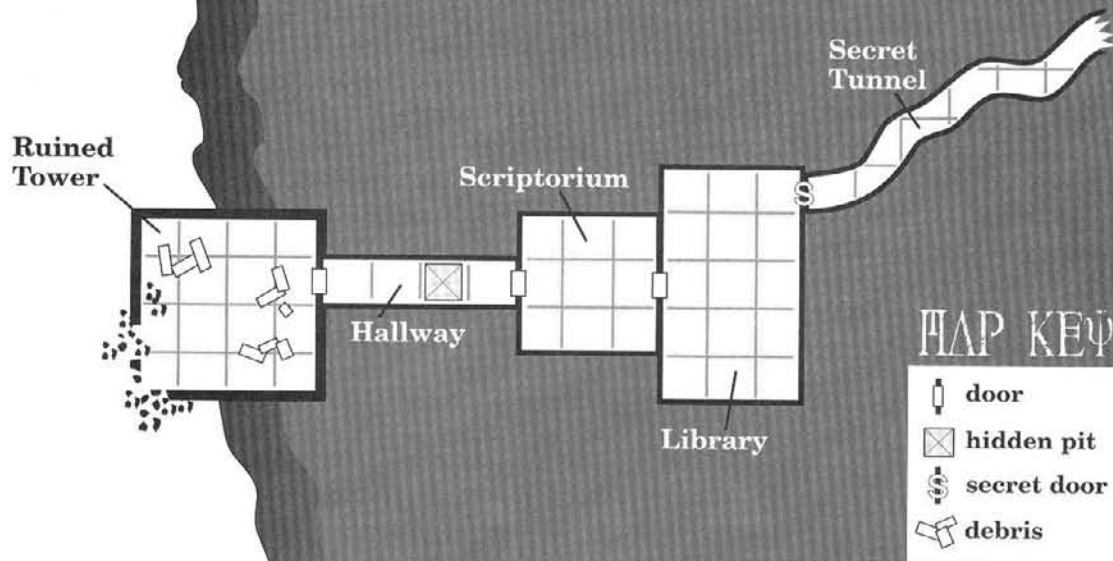 Secret
Tunnel
Ruined
Tower
Scriptorium
Hallway
Library
MAP KEY
door
hidden pit
S
secret door
debris
S